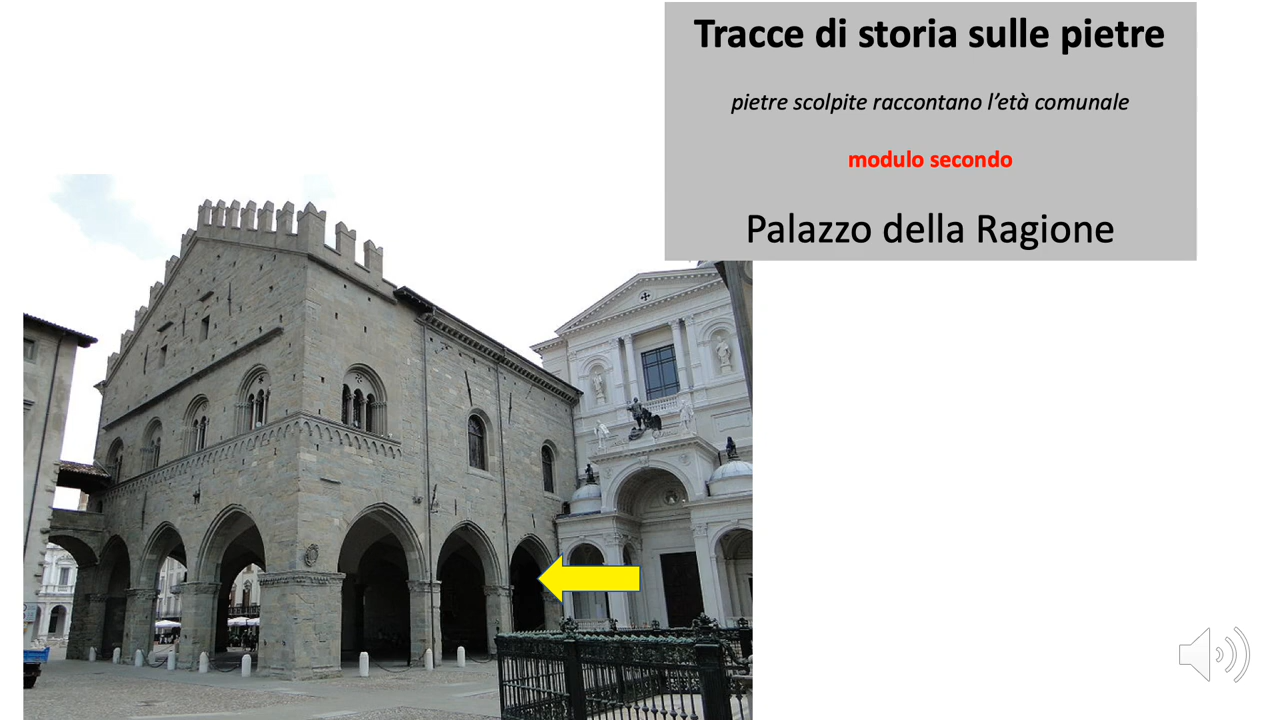 Tracce di storia sulle pietre
pietre scolpite raccontano l’età comunale
modulo secondo
Palazzo della Ragione